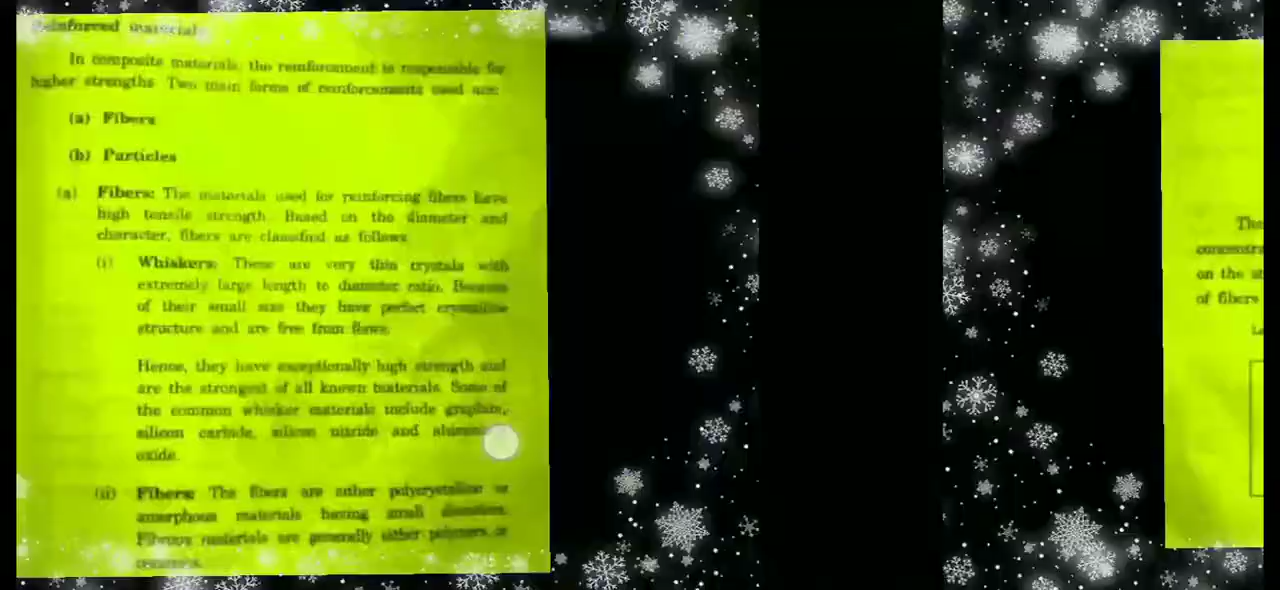 Reinforced material
In composite materials, the reinforcement is responsible for
higher strengths. Two main forms of reinforcements used are:
(a) Fibers
(b) Particles
(a) Fibers: The materials used for reinforcing fibers have
high tensile strength. Based on the diameter and
character, fibers are classified as follows
(i) Whiskers: These are very thin crystals with
extremely large length to diameter ratio. Because
of their small size they have perfect crystalline
structure and are free from flaws.
Hence, they have exceptionally high strength and
are the strongest of all known materials. Some of
the common whisker materials include graphite,
silicon carbide, silicon nitride and
oxide.
(ii) Fibers: The fibers are either polycrystalline or
amorphous materials having small diameters.
Fibrous materials are generally either polymers or
ceramics.
concentra
on the
of fibers